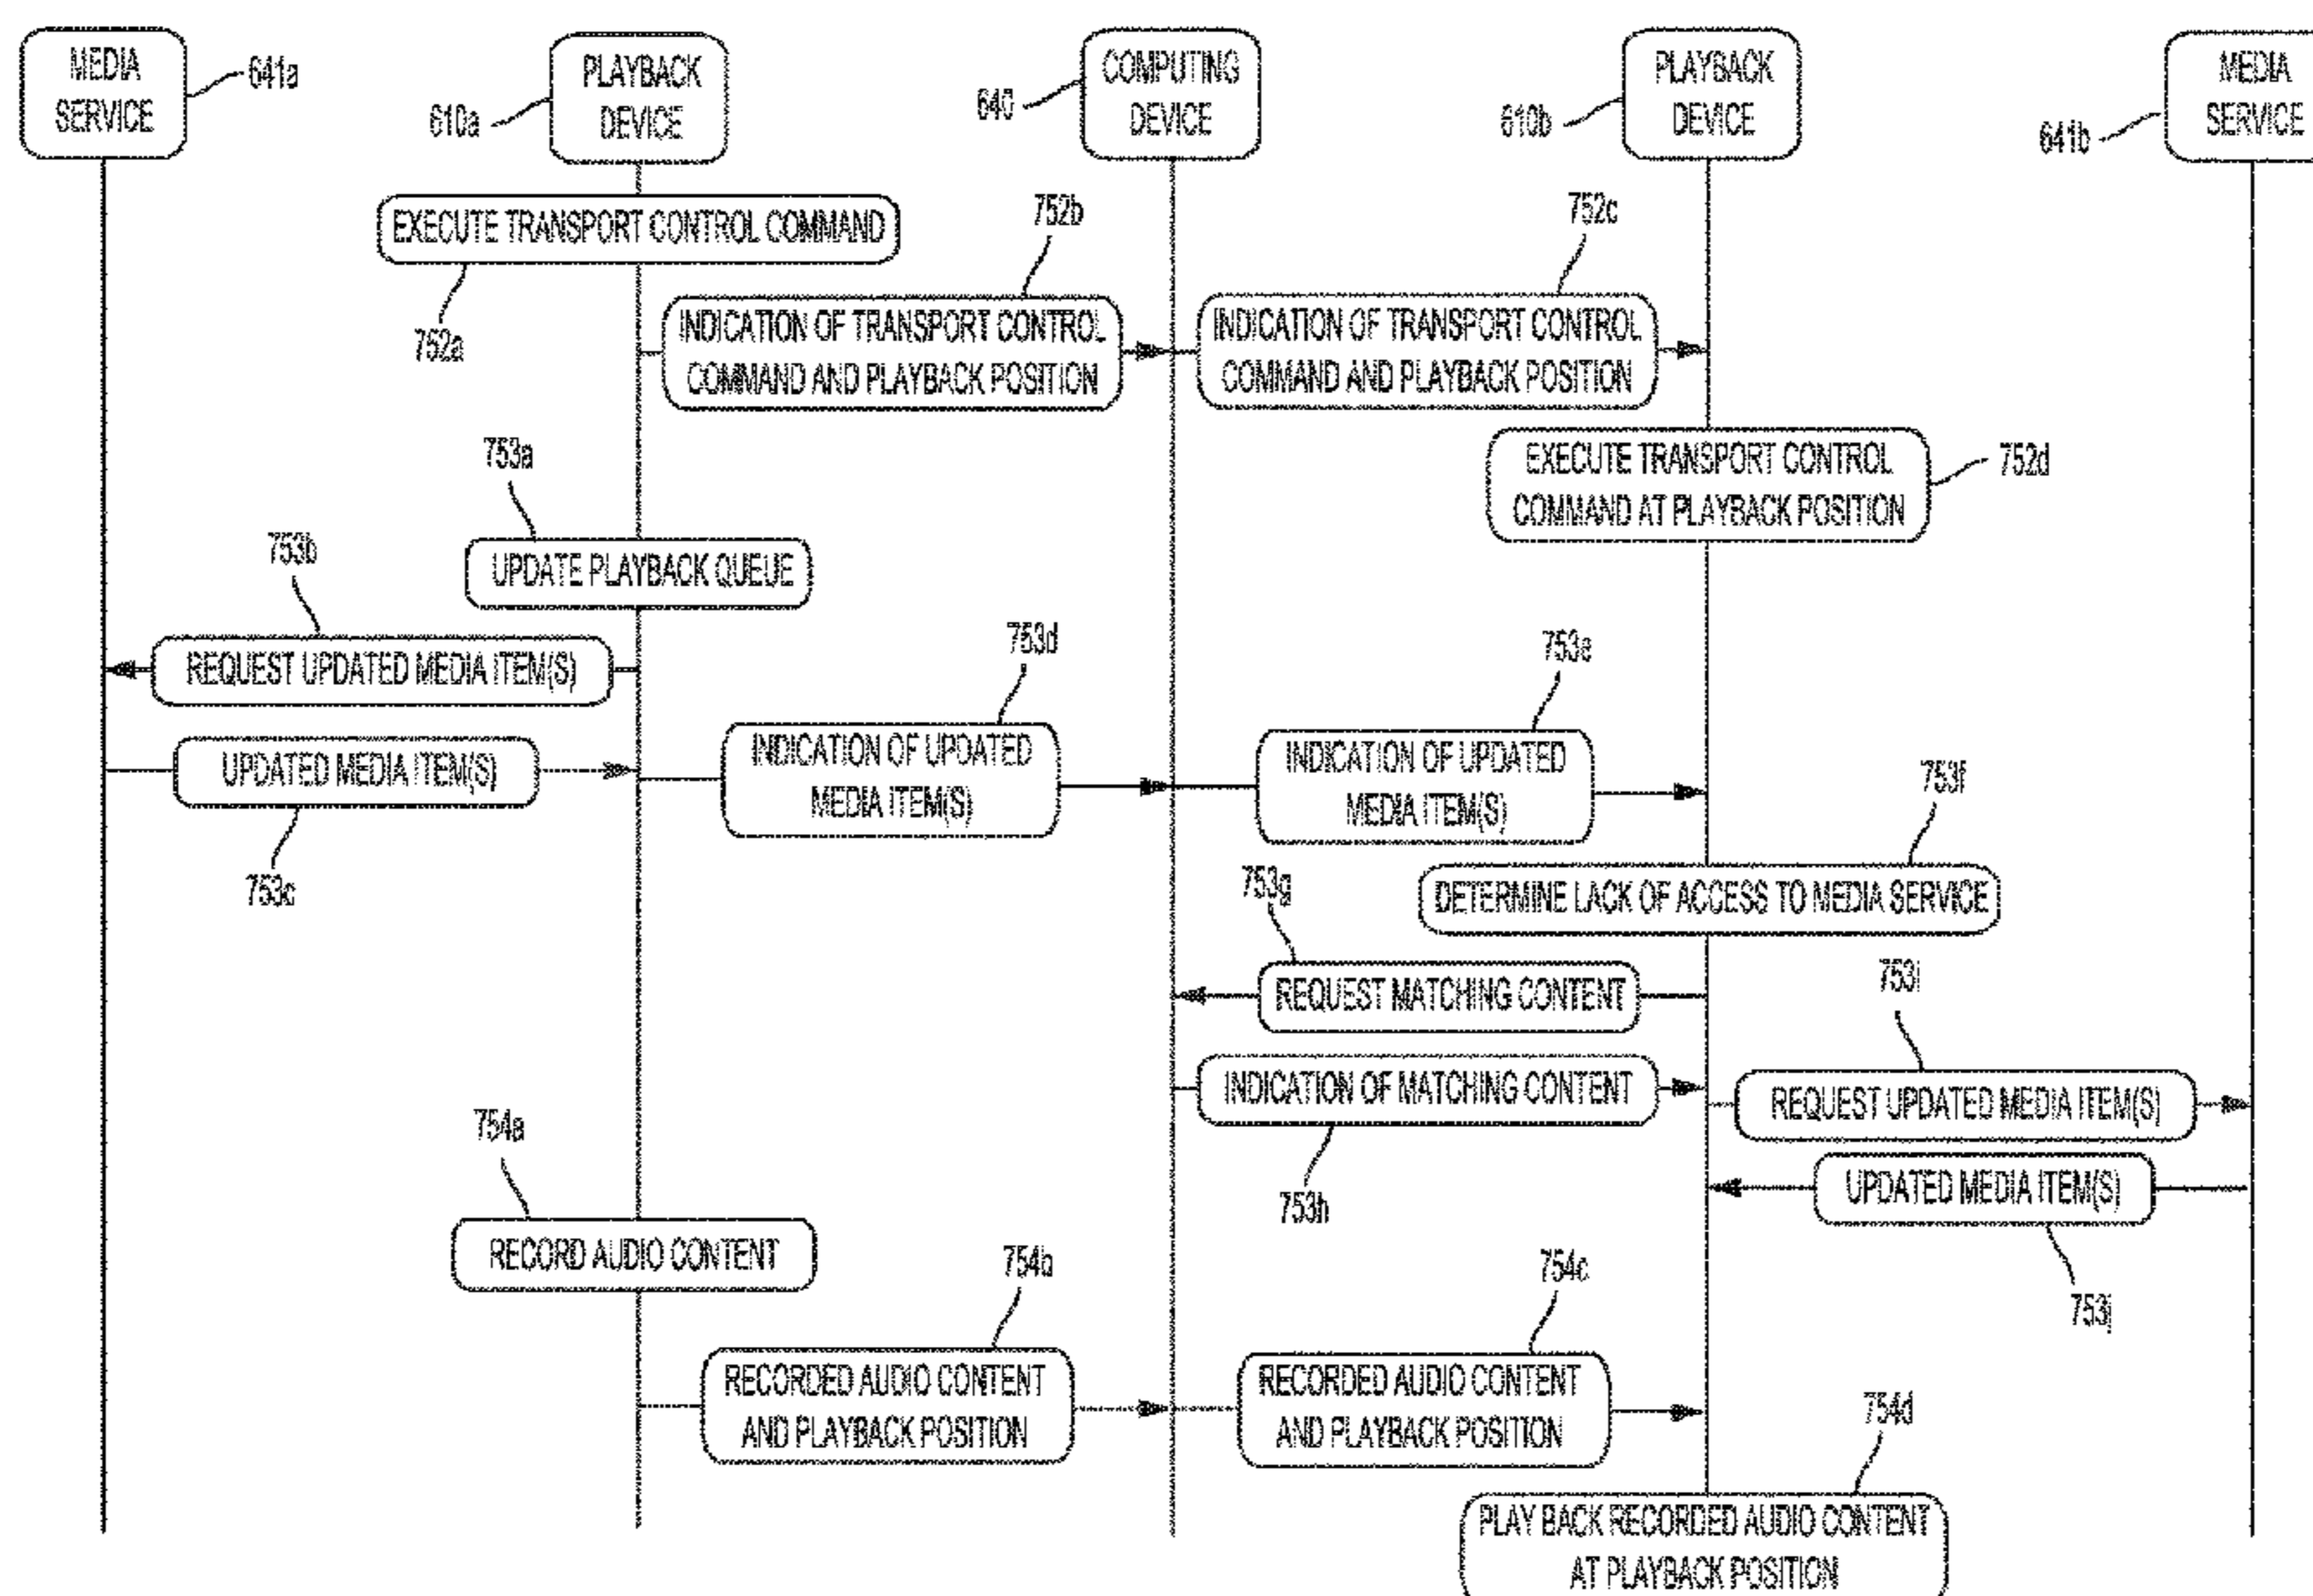 MEDIA
SERVICE
641a
610a
PLAYBACK
DEVICE
640
COMPUTING
DEVICE
610b
PLAYBACK
DEVICE
641b
MEDIA
SERVICE
EXECUTE TRANSPORT CONTROL COMMAND
752a
752b
INDICATION OF TRANSPORT CONTROL
COMMAND AND PLAYBACK POSITION
752c
INDICATION OF TRANSPORT CONTROL
COMMAND AND PLAYBACK POSITION
EXECUTE TRANSPORT CONTROL
COMMAND AT PLAYBACK POSITION
752d
753a
UPDATE PLAYBACK QUEUE
753b
REQUEST UPDATED MEDIA ITEM(S)
UPDATED MEDIA ITEM(S)
753c
753d
INDICATION OF UPDATED
MEDIA ITEM(S)
753e
INDICATION OF UPDATED
MEDIA ITEM(S)
753f
DETERMINE LACK OF ACCESS TO MEDIA SERVICE
753g
REQUEST MATCHING CONTENT
INDICATION OF MATCHING CONTENT
753h
753i
REQUEST UPDATED MEDIA ITEM(S)
UPDATED MEDIA ITEM(S)
753j
754a
RECORD AUDIO CONTENT
754b
RECORDED AUDIO CONTENT
AND PLAYBACK POSITION
754c
RECORDED AUDIO CONTENT
AND PLAYBACK POSITION
754d
PLAY BACK RECORDED AUDIO CONTENT
AT PLAYBACK POSITION